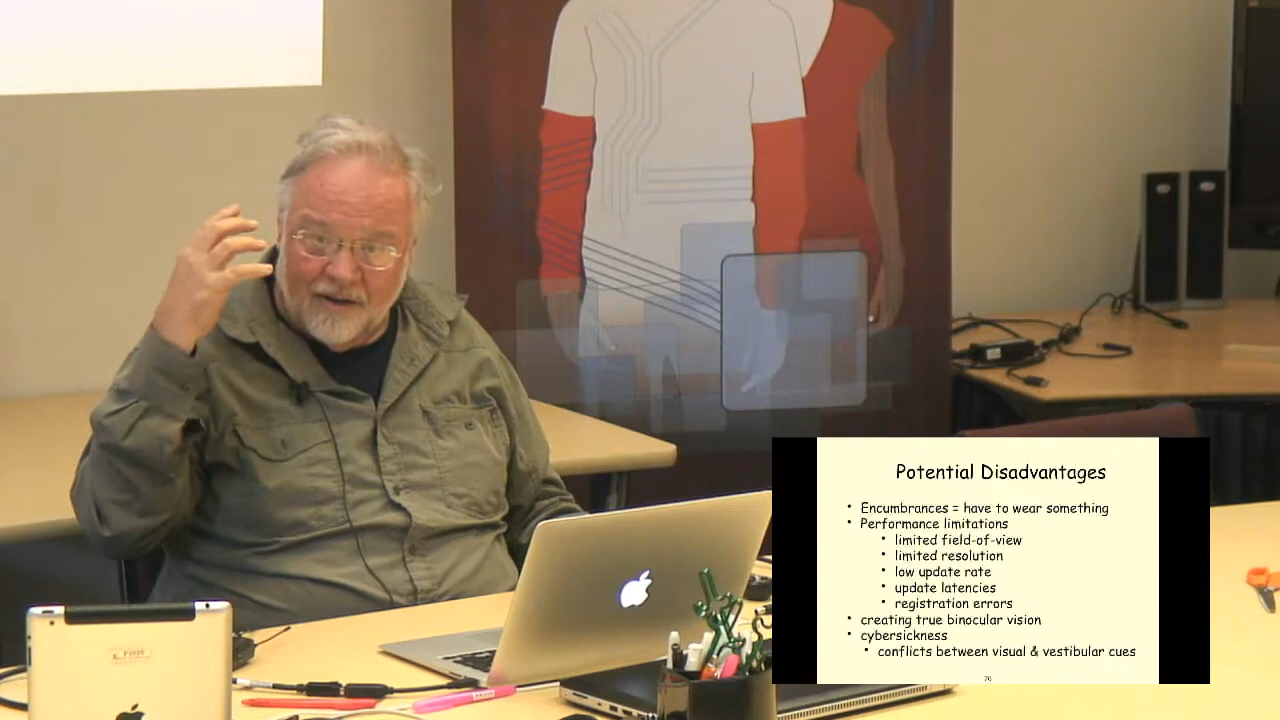 Potential Disadvantages
• Encumbrances = have to wear something
• Performance limitations
• limited field-of-view
• limited resolution
• low update rate
• update latencies
• registration errors
• creating true binocular vision
• cybersickness
• conflicts between visual & vestibular cues
70